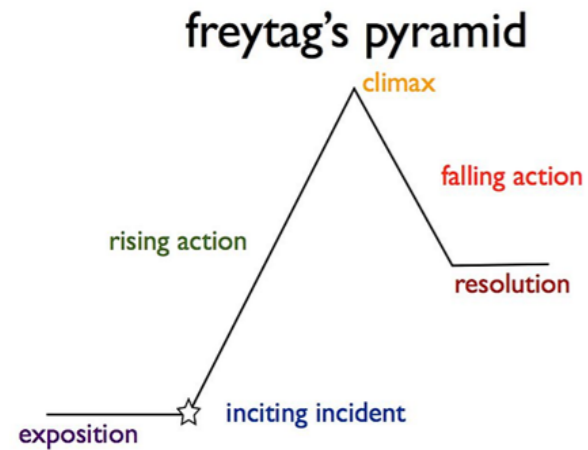 freytag's pyramid
climax
falling action
rising action
resolution
inciting incident
exposition